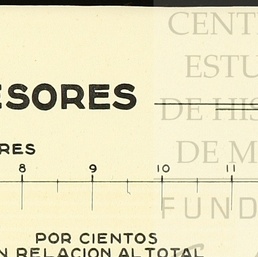 ESORES
RES
8 9 10 11
POR CIENTOS
N RELACION AL TOTAL
CENT
ESTU
DE HIS
DE M
FUND